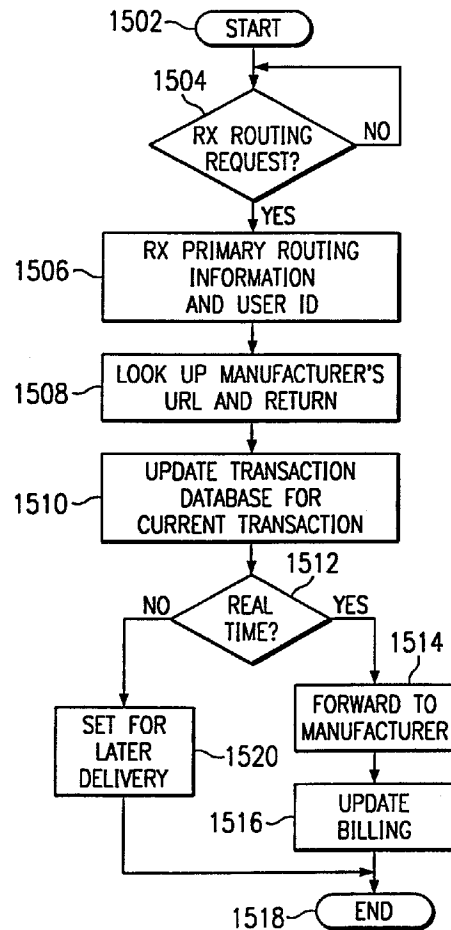 1502
START
1504
RX ROUTING
REQUEST?
NO
YES
1506
RX PRIMARY ROUTING
INFORMATION
AND USER ID
1508
LOOK UP MANUFACTURER'S
URL AND RETURN
1510
UPDATE TRANSACTION
DATABASE FOR
CURRENT TRANSACTION
1512
NO
REAL
TIME?
YES
1514
FORWARD TO
MANUFACTURER
SET FOR
LATER
DELIVERY
1520
1516
UPDATE
BILLING
1518
END